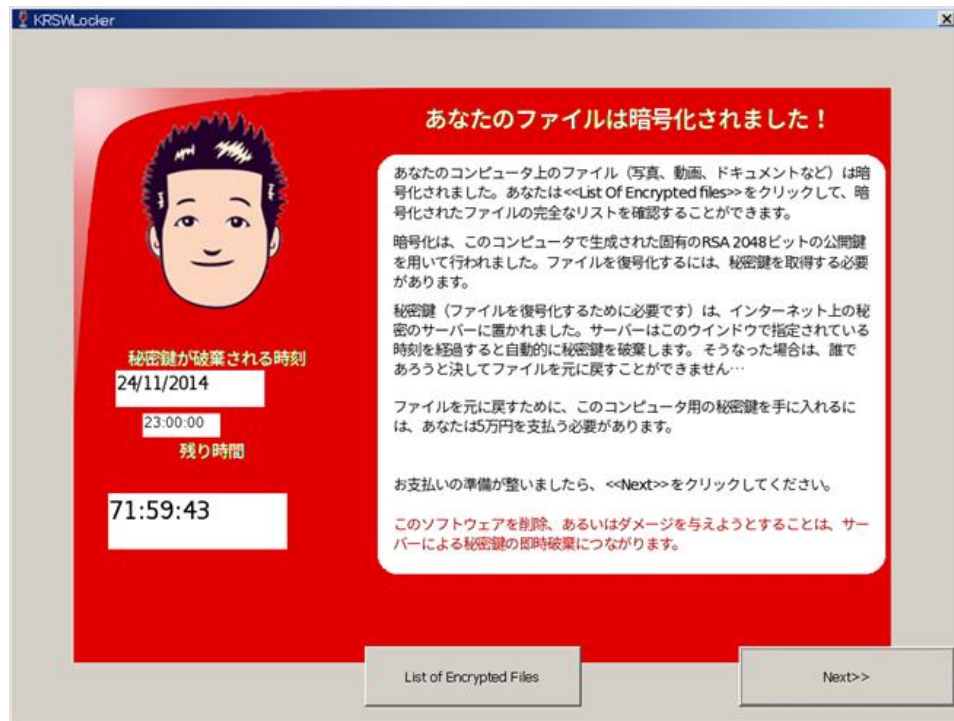 KRSWLocker
あなたのファイルは暗号化されました！
あなたのコンピュータ上のファイル（写真、動画、ドキュメントなど）は暗
号化されました。あなたは<<List Of Encrypted files>>をクリックして、暗
号化されたファイルの完全なリストを確認することができます。
暗号化は、このコンピュータで生成された固有のRSA 2048ビットの公開鍵
を用いて行われました。ファイルを復号化するには、秘密鍵を取得する必要
があります。
秘密鍵（ファイルを復号化するために必要です）は、インターネット上の秘
密のサーバーに置かれました。サーバーはこのウインドウで指定されている
時刻を経過すると自動的に秘密鍵を破棄します。 そうなった場合は、誰で
あろうと決してファイルを元に戻すことができません…
ファイルを元に戻すために、このコンピュータ用の秘密鍵を手に入れるに
は、あなたは5万円を支払う必要があります。
お支払いの準備が整いましたら、<<Next>>をクリックしてください。
このソフトウェアを削除、あるいはダメージを与えようとすることは、サー
バーによる秘密鍵の即時破棄につながります。
秘密鍵が破棄される時刻
24/11/2014
23:00:00
残り時間
71:59:43
List of Encrypted Files
Next>>